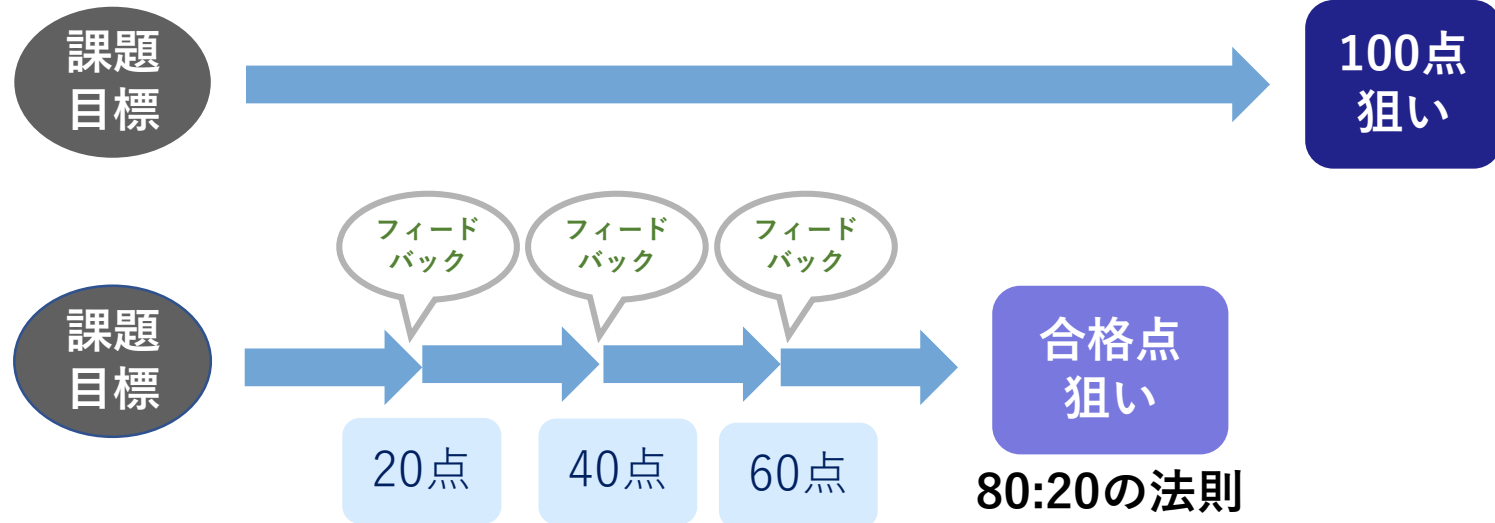 課題
目標
100点
狙い
フィード
バック
フィード
バック
フィード
バック
課題
目標
合格点
狙い
20点
40点
60点
80:20の法則